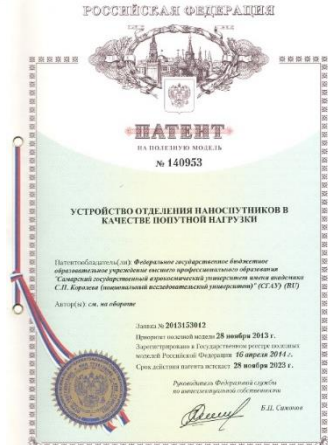 РОССИЙСКАЯ ФЕДЕРАЦИЯ
ПАТЕНТ
НА ПОЛЕЗНУЮ МОДЕЛЬ
№ 140953
УСТРОЙСТВО ОТДЕЛЕНИЯ НАНОСПУТНИКОВ В
КАЧЕСТВЕ ПОПУТНОЙ НАГРУЗКИ
Патентообладатель(ли): Федеральное государственное бюджетное
образовательное учреждение высшего профессионального образования
"Самарский государственный аэрокосмический университет имени академика
С.П. Королева (национальный исследовательский университет)" (СГАУ) (RU)
Автор(ы): см. на обороте
Заявка № 2013153012
Приоритет полезной модели 28 ноября 2013 г.
Зарегистрировано в Государственном реестре полезных
моделей Российской Федерации 16 апреля 2014 г.
Срок действия патента истекает 28 ноября 2023 г.
Руководитель Федеральной службы
по интеллектуальной собственности
Б.П. Симонов